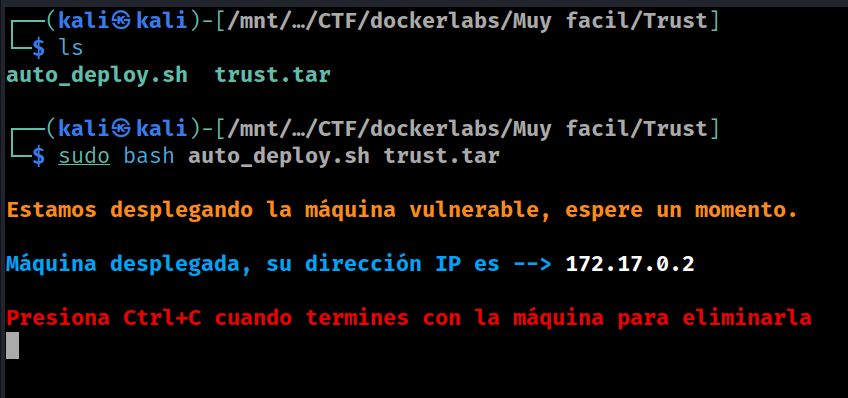 ┌──(kali㉿kali)-[/mnt/…/CTF/dockerlabs/Muy facil/Trust]
└─$ ls
auto_deploy.sh  trust.tar
┌──(kali㉿kali)-[/mnt/…/CTF/dockerlabs/Muy facil/Trust]
└─$ sudo bash auto_deploy.sh trust.tar
Estamos desplegando la máquina vulnerable, espere un momento.
Máquina desplegada, su dirección IP es --> 172.17.0.2
Presiona Ctrl+C cuando termines con la máquina para eliminarla